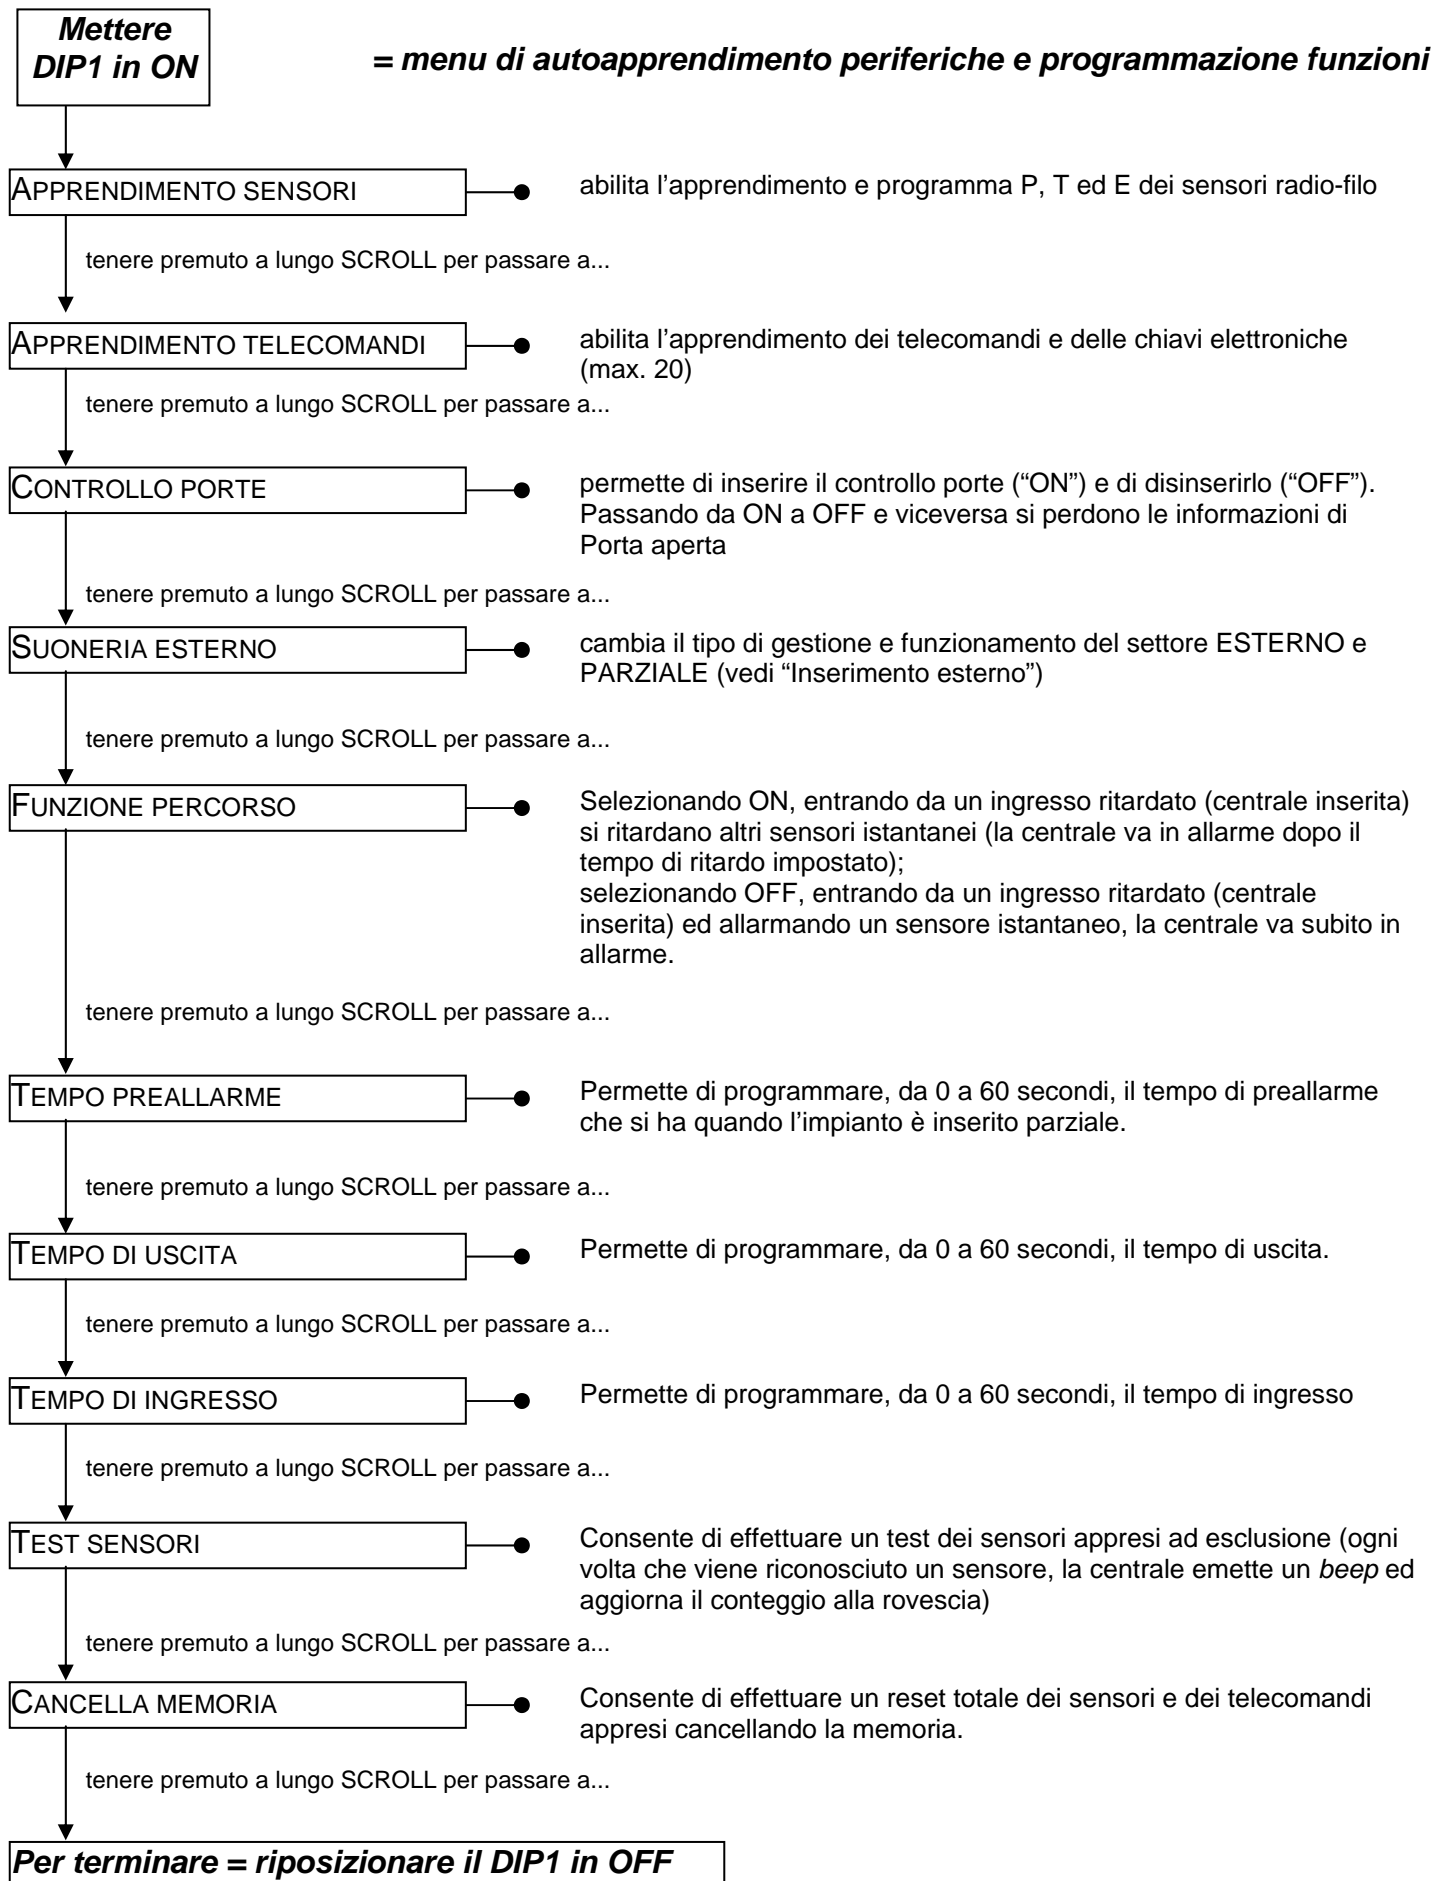 Mettere
DIP1 in ON
= menu di autoapprendimento periferiche e programmazione funzioni
APPRENDIMENTO SENSORI
abilita l'apprendimento e programma P, T ed E dei sensori radio-filo
tenere premuto a lungo SCROLL per passare a...
APPRENDIMENTO TELECOMANDI
abilita l'apprendimento dei telecomandi e delle chiavi elettroniche
(max. 20)
tenere premuto a lungo SCROLL per passare a...
CONTROLLO PORTE
permette di inserire il controllo porte (“ON”) e di disinserirlo (“OFF”).
Passando da ON a OFF e viceversa si perdono le informazioni di
Porta aperta
tenere premuto a lungo SCROLL per passare a...
SUONERIA ESTERNO
cambia il tipo di gestione e funzionamento del settore ESTERNO e
PARZIALE (vedi “Inserimento esterno”)
tenere premuto a lungo SCROLL per passare a...
FUNZIONE PERCORSO
Selezionando ON, entrando da un ingresso ritardato (centrale inserita)
si ritardano altri sensori istantanei (la centrale va in allarme dopo il
tempo di ritardo impostato);
selezionando OFF, entrando da un ingresso ritardato (centrale
inserita) ed allarmando un sensore istantaneo, la centrale va subito in
allarme.
tenere premuto a lungo SCROLL per passare a...
TEMPO PREALLARME
Permette di programmare, da 0 a 60 secondi, il tempo di preallarme
che si ha quando l'impianto è inserito parziale.
tenere premuto a lungo SCROLL per passare a...
TEMPO DI USCITA
Permette di programmare, da 0 a 60 secondi, il tempo di uscita.
tenere premuto a lungo SCROLL per passare a...
TEMPO DI INGRESSO
Permette di programmare, da 0 a 60 secondi, il tempo di ingresso
tenere premuto a lungo SCROLL per passare a...
TEST SENSORI
Consente di effettuare un test dei sensori appresi ad esclusione (ogni
volta che viene riconosciuto un sensore, la centrale emette un beep ed
aggiorna il conteggio alla rovescia)
tenere premuto a lungo SCROLL per passare a...
CANCELLA MEMORIA
Consente di effettuare un reset totale dei sensori e dei telecomandi
appresi cancellando la memoria.
tenere premuto a lungo SCROLL per passare a...
Per terminare = riposizionare il DIP1 in OFF